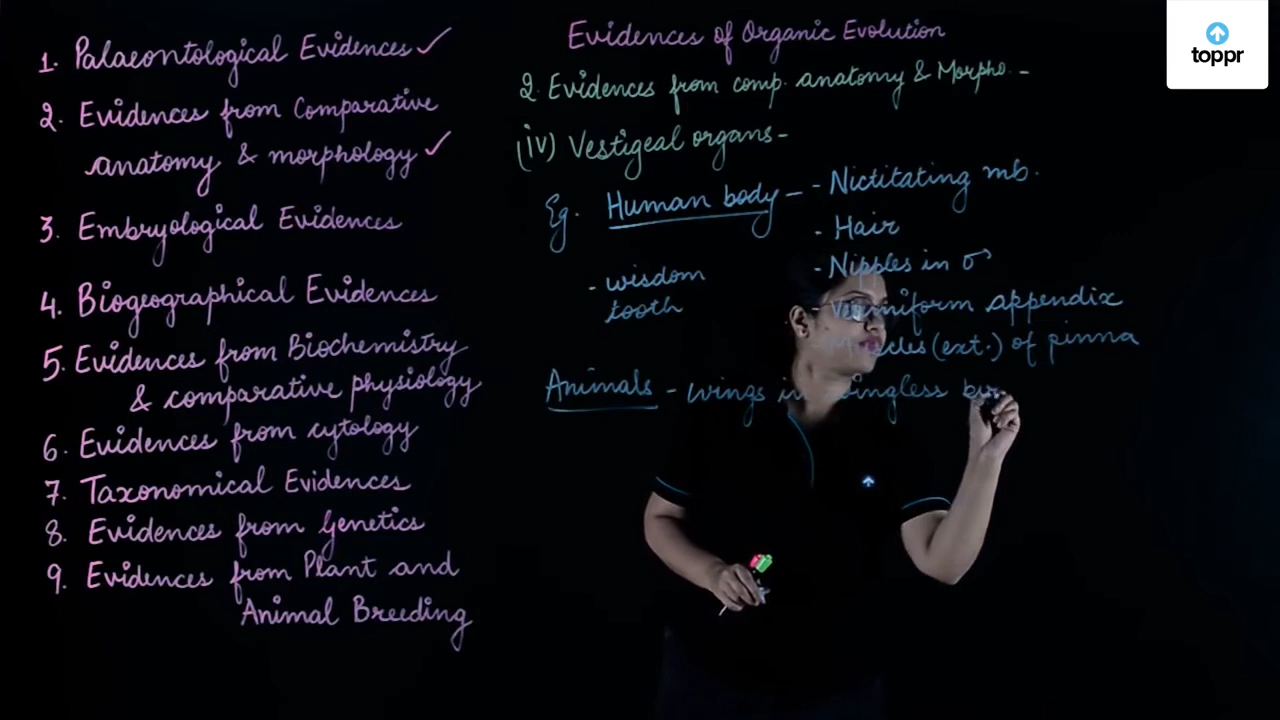 1. Palaeontological Evidences ✓
2. Evidences from Comparative
anatomy & morphology ✓
3. Embryological Evidences
4. Biogeographical Evidences
5. Evidences from Biochemistry
& comparative physiology
6. Evidences from cytology
7. Taxonomical Evidences
8. Evidences from Genetics
9. Evidences from Plant and
Animal Breeding
Evidences of Organic Evolution
2. Evidences from comp. anatomy & Morpho. -
(iv) Vestigeal organs-
Eg. Human body - - Nictitating mb.
- Hair
- Nipples in ♂
- Vermiform appendix
- Muscles (ext.) of pinna
- wisdom
tooth
Animals - wings in wingless
toppr